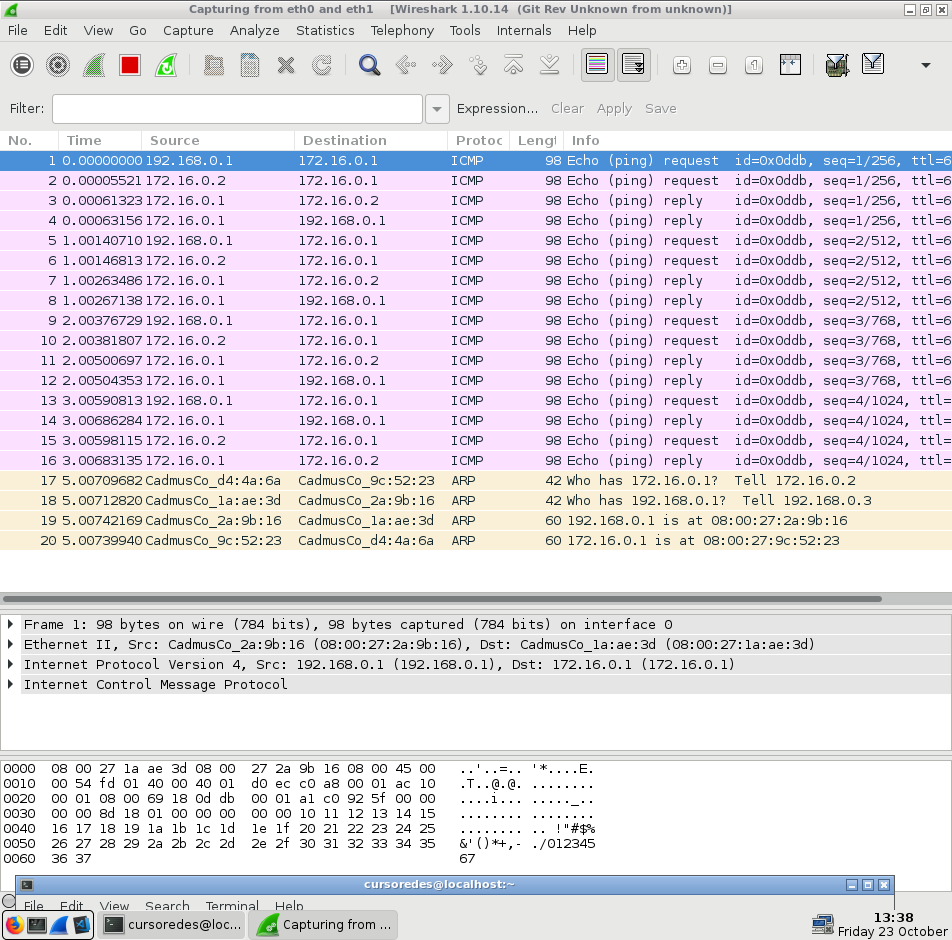 Capturing from eth0 and eth1    [Wireshark 1.10.14  (Git Rev Unknown from unknown)]
File Edit View Go Capture Analyze Statistics Telephony Tools Internals Help
Filter: Expression... Clear Apply Save
No. Time Source Destination Protoc Lengt Info
1 0.00000000 192.168.0.1 172.16.0.1 ICMP 98 Echo (ping) request id=0x0ddb, seq=1/256, ttl=6
2 0.00005521 172.16.0.2 172.16.0.1 ICMP 98 Echo (ping) request id=0x0ddb, seq=1/256, ttl=6
3 0.00061323 172.16.0.1 172.16.0.2 ICMP 98 Echo (ping) reply id=0x0ddb, seq=1/256, ttl=6
4 0.00063156 172.16.0.1 192.168.0.1 ICMP 98 Echo (ping) reply id=0x0ddb, seq=1/256, ttl=6
5 1.00140710 192.168.0.1 172.16.0.1 ICMP 98 Echo (ping) request id=0x0ddb, seq=2/512, ttl=6
6 1.00146813 172.16.0.2 172.16.0.1 ICMP 98 Echo (ping) request id=0x0ddb, seq=2/512, ttl=6
7 1.00263486 172.16.0.1 172.16.0.2 ICMP 98 Echo (ping) reply id=0x0ddb, seq=2/512, ttl=6
8 1.00267138 172.16.0.1 192.168.0.1 ICMP 98 Echo (ping) reply id=0x0ddb, seq=2/512, ttl=6
9 2.00376729 192.168.0.1 172.16.0.1 ICMP 98 Echo (ping) request id=0x0ddb, seq=3/768, ttl=6
10 2.00381807 172.16.0.2 172.16.0.1 ICMP 98 Echo (ping) request id=0x0ddb, seq=3/768, ttl=6
11 2.00500697 172.16.0.1 172.16.0.2 ICMP 98 Echo (ping) reply id=0x0ddb, seq=3/768, ttl=6
12 2.00504353 172.16.0.1 192.168.0.1 ICMP 98 Echo (ping) reply id=0x0ddb, seq=3/768, ttl=6
13 3.00590813 192.168.0.1 172.16.0.1 ICMP 98 Echo (ping) request id=0x0ddb, seq=4/1024, ttl=
14 3.00686284 172.16.0.1 192.168.0.1 ICMP 98 Echo (ping) reply id=0x0ddb, seq=4/1024, ttl=
15 3.00598115 172.16.0.2 172.16.0.1 ICMP 98 Echo (ping) request id=0x0ddb, seq=4/1024, ttl=
16 3.00683135 172.16.0.1 172.16.0.2 ICMP 98 Echo (ping) reply id=0x0ddb, seq=4/1024, ttl=
17 5.00709682 CadmusCo_d4:4a:6a CadmusCo_9c:52:23 ARP 42 Who has 172.16.0.1?  Tell 172.16.0.2
18 5.00712820 CadmusCo_1a:ae:3d CadmusCo_2a:9b:16 ARP 42 Who has 192.168.0.1?  Tell 192.168.0.3
19 5.00742169 CadmusCo_2a:9b:16 CadmusCo_1a:ae:3d ARP 60 192.168.0.1 is at 08:00:27:2a:9b:16
20 5.00739940 CadmusCo_9c:52:23 CadmusCo_d4:4a:6a ARP 60 172.16.0.1 is at 08:00:27:9c:52:23
Frame 1: 98 bytes on wire (784 bits), 98 bytes captured (784 bits) on interface 0
Ethernet II, Src: CadmusCo_2a:9b:16 (08:00:27:2a:9b:16), Dst: CadmusCo_1a:ae:3d (08:00:27:1a:ae:3d)
Internet Protocol Version 4, Src: 192.168.0.1 (192.168.0.1), Dst: 172.16.0.1 (172.16.0.1)
Internet Control Message Protocol
0000  08 00 27 1a ae 3d 08 00  27 2a 9b 16 08 00 45 00   ..'..=.. '*....E.
0010  00 54 fd 01 40 00 40 01  d0 ec c0 a8 00 01 ac 10   .T..@.@. ........
0020  00 01 08 00 69 18 0d db  00 01 a1 c0 92 5f 00 00   ....i... ....._..
0030  00 00 8d 18 01 00 00 00  00 00 10 11 12 13 14 15   ........ ........
0040  16 17 18 19 1a 1b 1c 1d  1e 1f 20 21 22 23 24 25   ........ .. !"#$%
0050  26 27 28 29 2a 2b 2c 2d  2e 2f 30 31 32 33 34 35   &'()*+,- ./012345
0060  36 37   67
cursoredes@localhost:~
File Edit View Search Terminal Help
cursoredes@loc... Capturing from ...
13:38
Friday 23 October